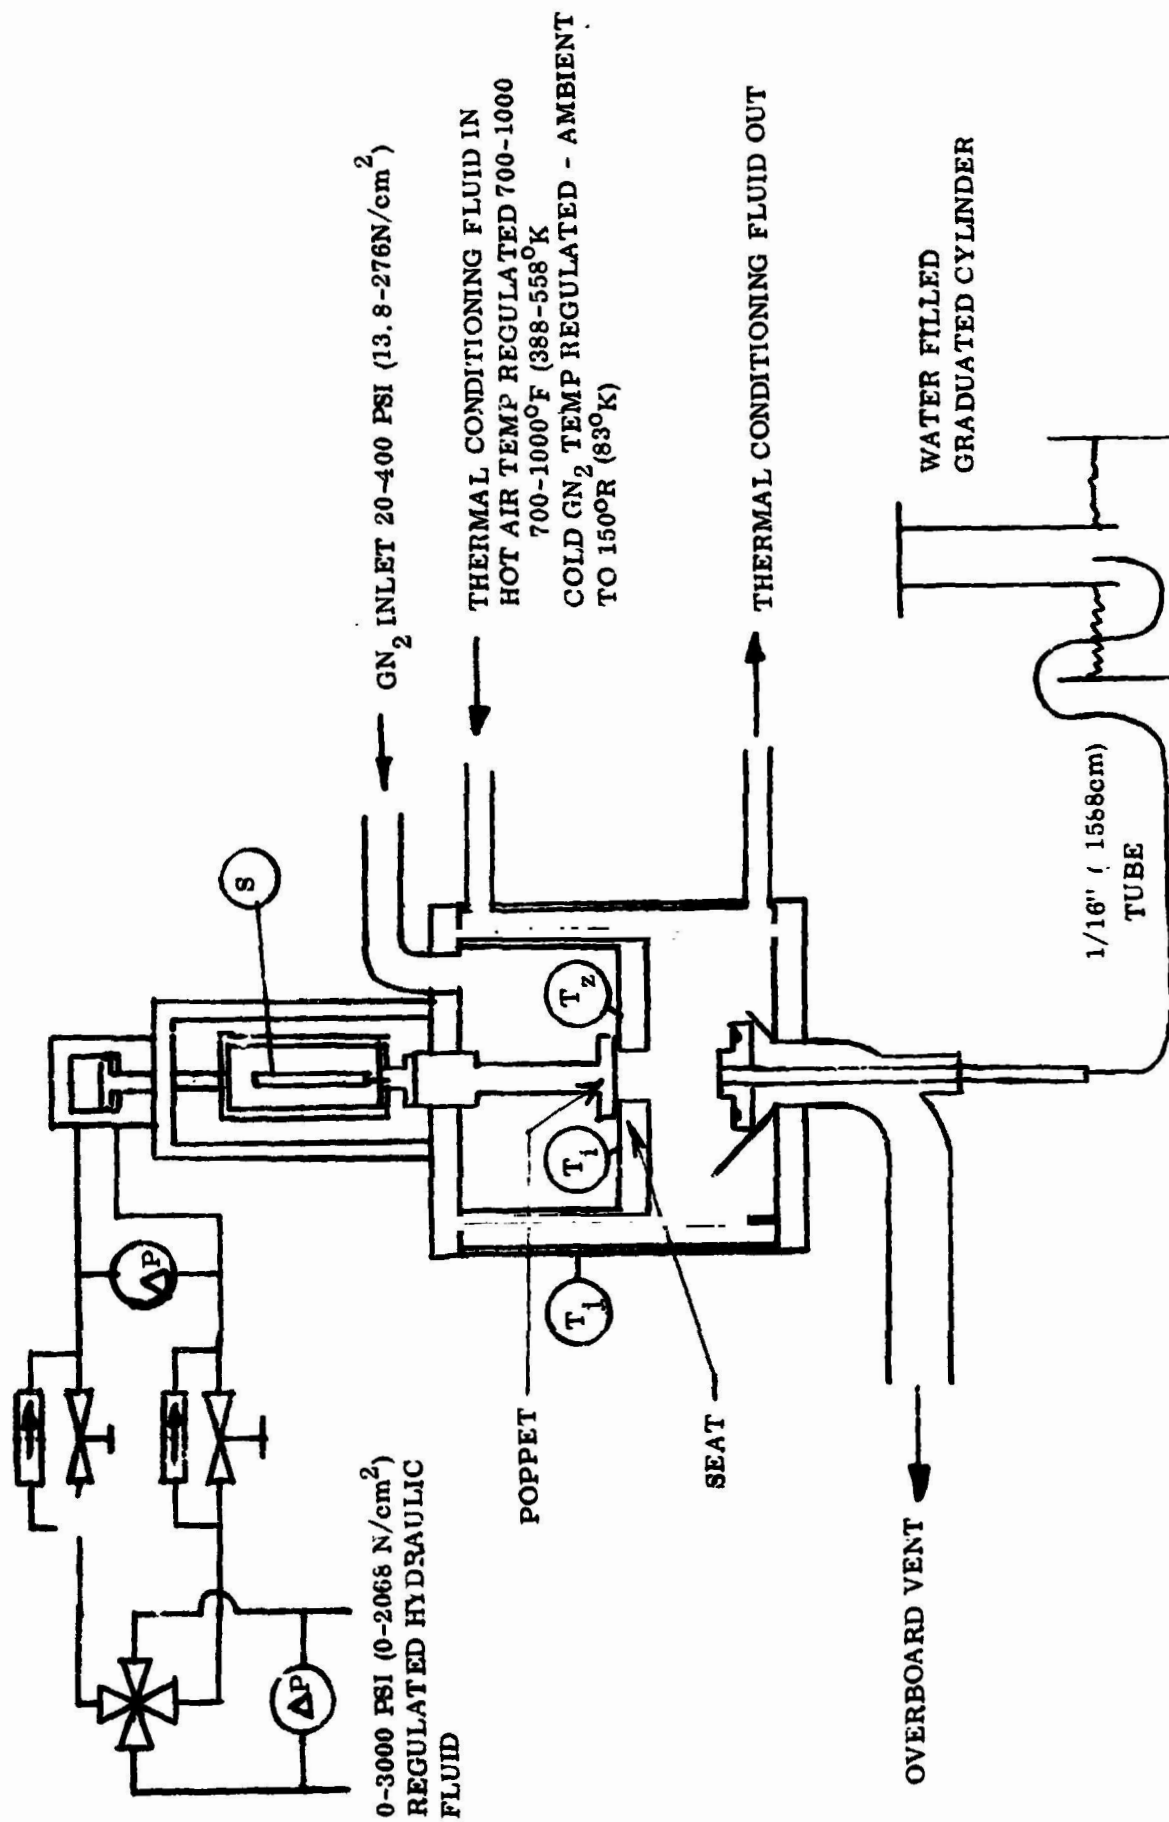 0-3000 PSI (0-2068 N/cm²)
REGULATED HYDRAULIC
FLUID
ΔP
ΔP
S
GN₂ INLET 20-400 PSI (13.8-276N/cm²)
THERMAL CONDITIONING FLUID IN
HOT AIR TEMP REGULATED 700-1000
700-1000°F (388-558°K
COLD GN₂ TEMP REGULATED - AMBIENT
TO 150°R (83°K)
POPPET
T₁
T_z
T_j
SEAT
THERMAL CONDITIONING FLUID OUT
OVERBOARD VENT
WATER FILLED
GRADUATED CYLINDER
1/16" ( 1588cm)
TUBE